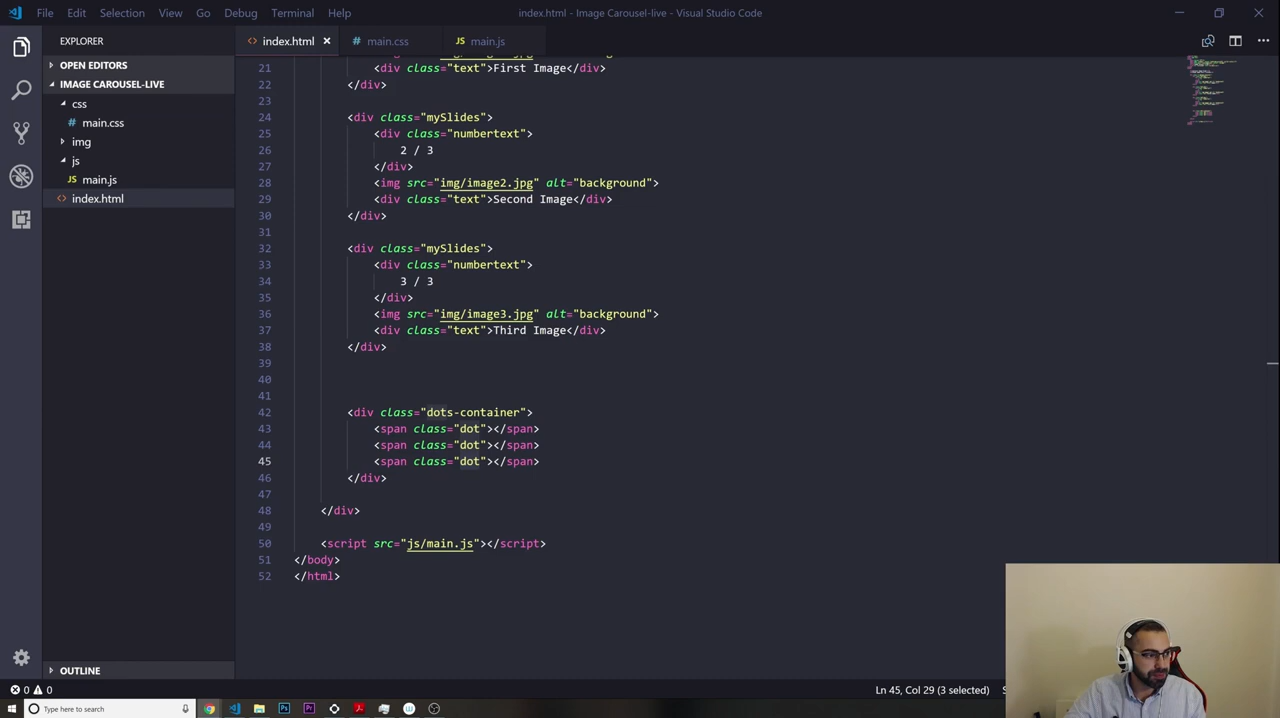 File Edit Selection View Go Debug Terminal Help
index.html - Image Carousel-live - Visual Studio Code
EXPLORER
OPEN EDITORS
IMAGE CAROUSEL-LIVE
css
# main.css
img
js
JS main.js
<> index.html
OUTLINE
<> index.html × # main.css JS main.js
21 <div class="text">First Image</div>
22 </div>
23
24 <div class="mySlides">
25 <div class="numbertext">
26 2 / 3
27 </div>
28 <img src="img/image2.jpg" alt="background">
29 <div class="text">Second Image</div>
30 </div>
31
32 <div class="mySlides">
33 <div class="numbertext">
34 3 / 3
35 </div>
36 <img src="img/image3.jpg" alt="background">
37 <div class="text">Third Image</div>
38 </div>
39
40
41
42 <div class="dots-container">
43 <span class="dot"></span>
44 <span class="dot"></span>
45 <span class="dot"></span>
46 </div>
47
48 </div>
49
50 <script src="js/main.js"></script>
51 </body>
52 </html>
0 0
Ln 45, Col 29 (3 selected)
Type here to search